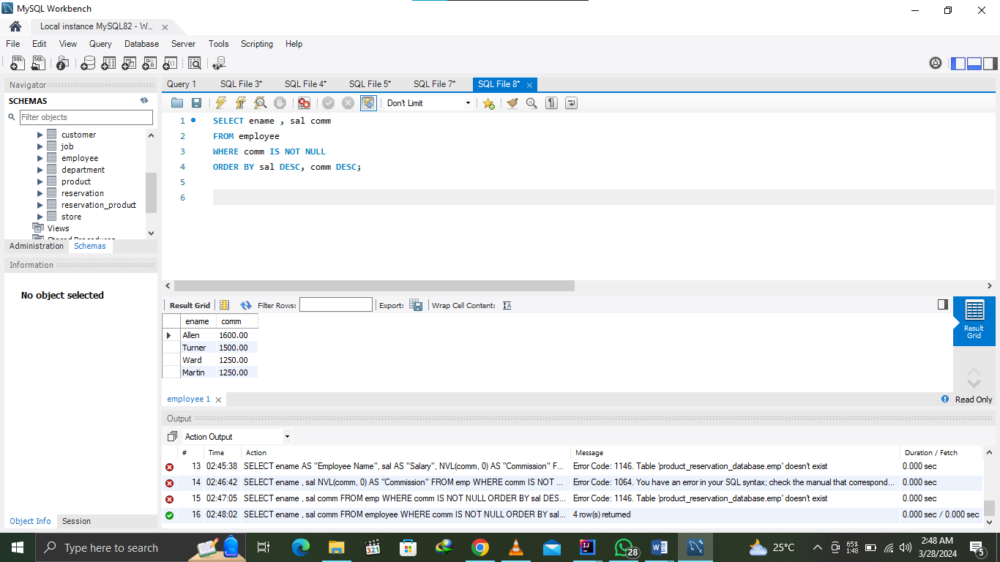 MySQL Workbench
Local instance MySQL82 - W...
File Edit View Query Database Server Tools Scripting Help
Navigator
SCHEMAS
Filter objects
customer
job
employee
department
product
reservation
reservation_product
store
Views
Stored Procedures
Administration Schemas
Information
No object selected
Object Info Session
Query 1 SQL File 3* SQL File 4* SQL File 5* SQL File 7* SQL File 8*
Don't Limit
1 SELECT ename , sal comm
2 FROM employee
3 WHERE comm IS NOT NULL
4 ORDER BY sal DESC, comm DESC;
5
6
Result Grid Filter Rows: Export: Wrap Cell Content:
ename comm
Allen 1600.00
Turner 1500.00
Ward 1250.00
Martin 1250.00
Result
Grid
employee 1 Read Only
Output
Action Output
# Time Action Message Duration / Fetch
13 02:45:38 SELECT ename AS "Employee Name", sal AS "Salary", NVL(comm, 0) AS "Commission" F... Error Code: 1146. Table 'product_reservation_database.emp' doesn't exist 0.000 sec
14 02:46:42 SELECT ename , sal NVL(comm, 0) AS "Commission" FROM emp WHERE comm IS NOT ... Error Code: 1064. You have an error in your SQL syntax; check the manual that correspond... 0.000 sec
15 02:47:05 SELECT ename , sal comm FROM emp WHERE comm IS NOT NULL ORDER BY sal DES... Error Code: 1146. Table 'product_reservation_database.emp' doesn't exist 0.000 sec
16 02:48:02 SELECT ename , sal comm FROM employee WHERE comm IS NOT NULL ORDER BY sal... 4 row(s) returned 0.000 sec / 0.000 sec
Type here to search
28
25°C
65%
1:48
2:48 AM
3/28/2024
5